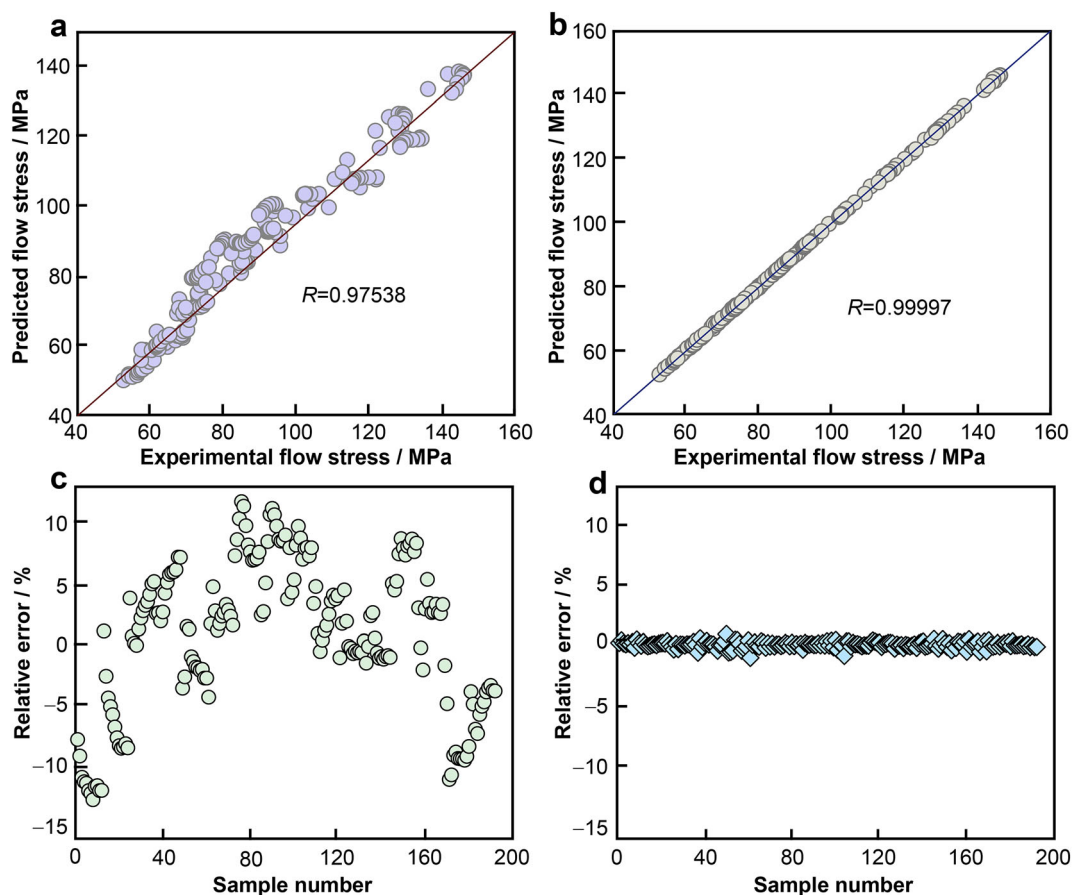 a
160
140
120
100
80
60
40
Predicted flow stress / MPa
R=0.97538
40 60 80 100 120 140 160
Experimental flow stress / MPa
b
160
140
120
100
80
60
40
Predicted flow stress / MPa
R=0.99997
40 60 80 100 120 140 160
Experimental flow stress / MPa
c
10
5
0
−5
−10
−15
Relative error / %
0 40 80 120 160 200
Sample number
d
10
5
0
−5
−10
−15
Relative error / %
0 40 80 120 160 200
Sample number